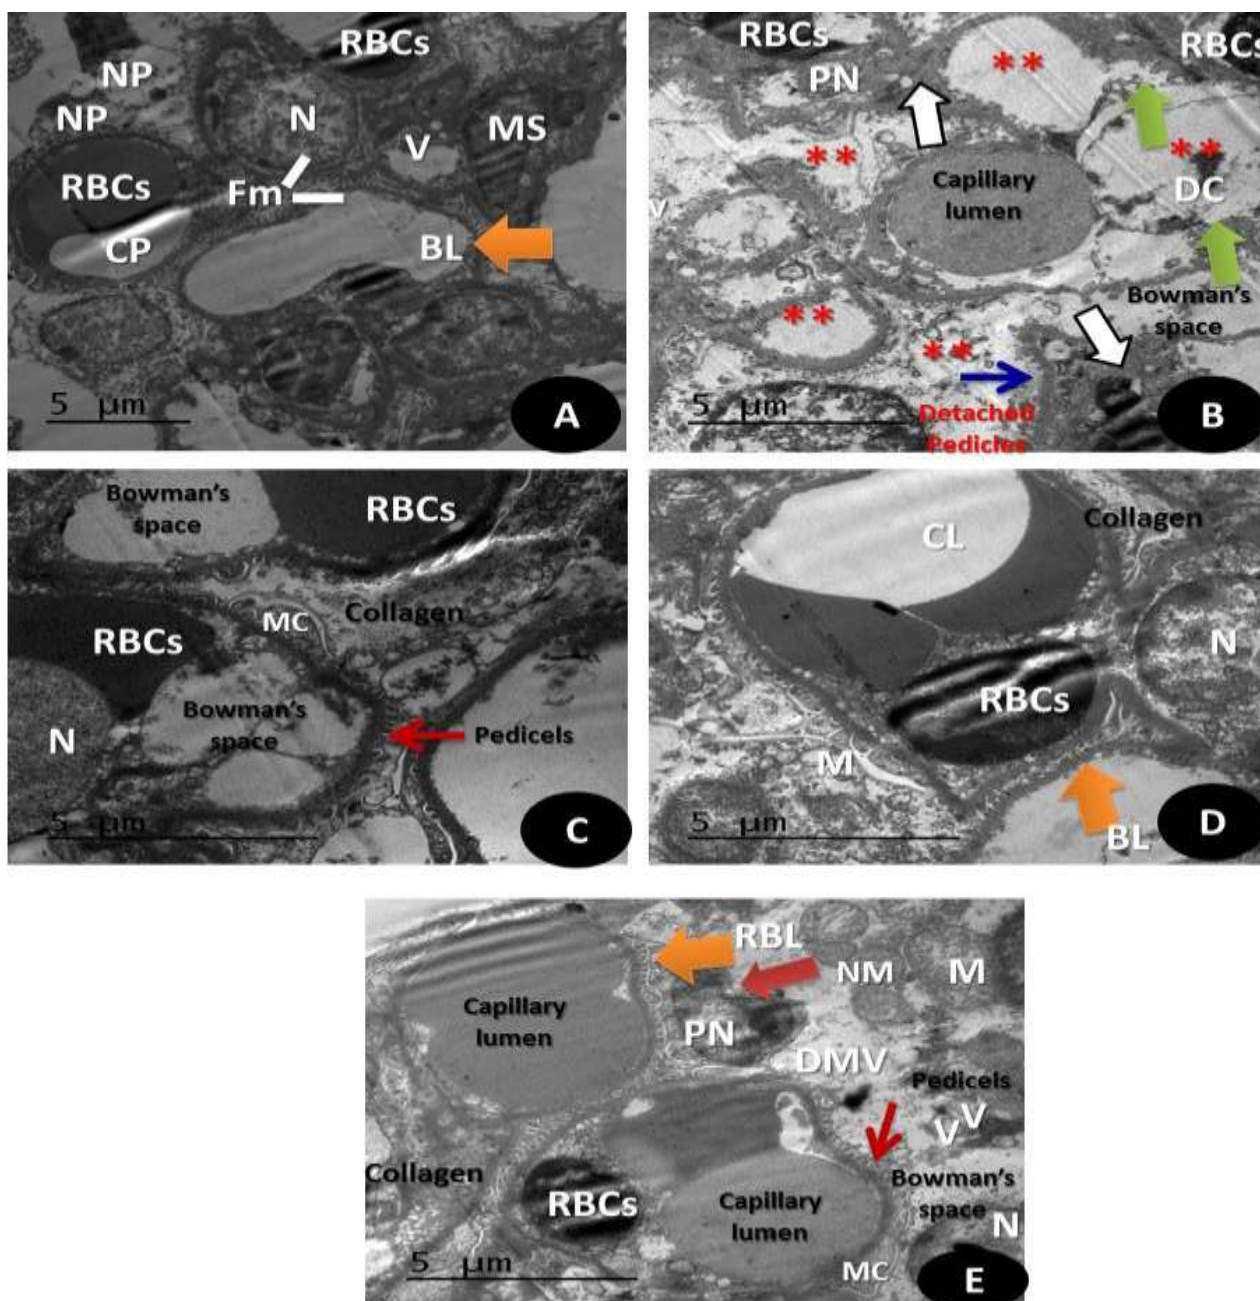 RBCs
NP
NP
N
V
MS
RBCs
Fm
CP
BL
5 µm
A
RBCs
**
RBCs
PN
**
**
Capillary
lumen
DC
v
Bowman's
space
**
**
Detached
Pedicles
B
Bowman's
space
RBCs
MC
Collagen
RBCs
Bowman's
space
N
Pedicels
5 µm
C
CL
Collagen
N
RBCs
M
5 µm
BL
D
RBL
NM
M
Capillary
lumen
PN
DMV
Pedicels
V
V
Collagen
RBCs
Capillary
lumen
Bowman's
space
N
5 µm
MC
E